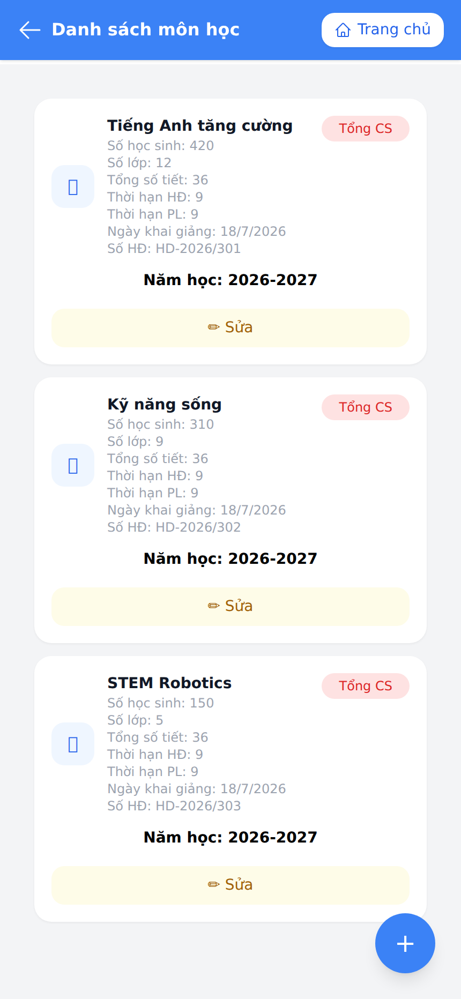 Danh sách môn học
Trang chủ
Tiếng Anh tăng cường
Tổng CS
Số học sinh: 420
Số lớp: 12
Tổng số tiết: 36
Thời hạn HĐ: 9
Thời hạn PL: 9
Ngày khai giảng: 18/7/2026
Số HĐ: HD-2026/301
Năm học: 2026-2027
✏ Sửa
Kỹ năng sống
Tổng CS
Số học sinh: 310
Số lớp: 9
Tổng số tiết: 36
Thời hạn HĐ: 9
Thời hạn PL: 9
Ngày khai giảng: 18/7/2026
Số HĐ: HD-2026/302
Năm học: 2026-2027
✏ Sửa
STEM Robotics
Tổng CS
Số học sinh: 150
Số lớp: 5
Tổng số tiết: 36
Thời hạn HĐ: 9
Thời hạn PL: 9
Ngày khai giảng: 18/7/2026
Số HĐ: HD-2026/303
Năm học: 2026-2027
✏ Sửa
+